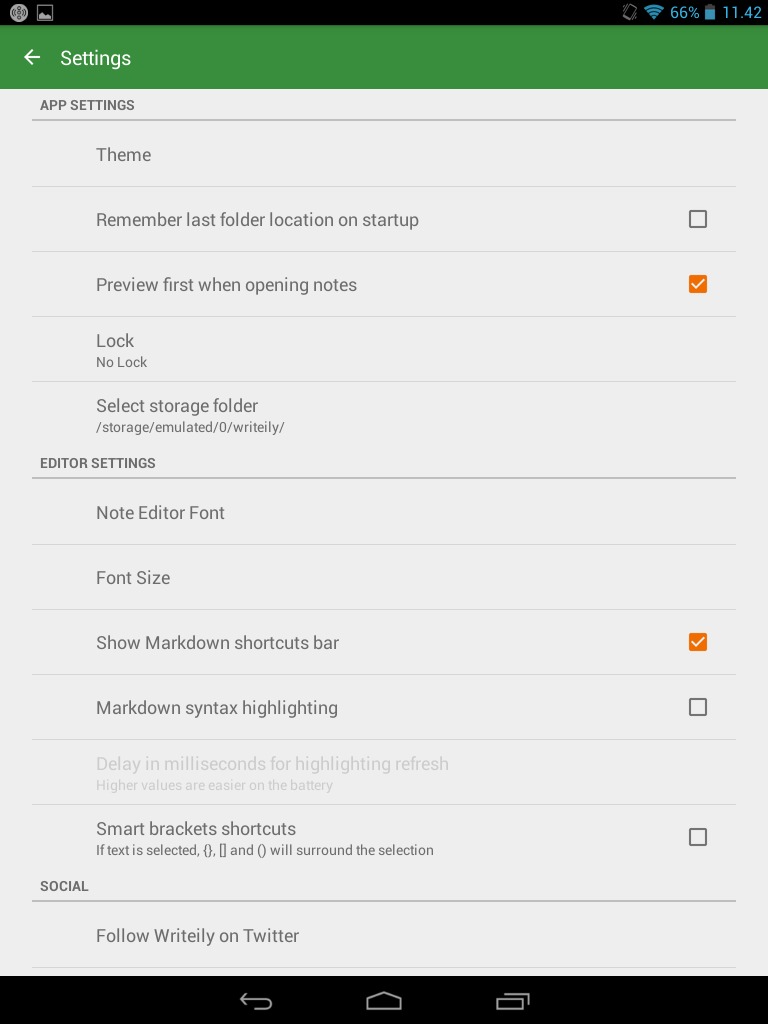 66% 11.42
Settings
APP SETTINGS
Theme
Remember last folder location on startup
Preview first when opening notes
Lock
No Lock
Select storage folder
/storage/emulated/0/writeily/
EDITOR SETTINGS
Note Editor Font
Font Size
Show Markdown shortcuts bar
Markdown syntax highlighting
Delay in milliseconds for highlighting refresh
Higher values are easier on the battery
Smart brackets shortcuts
If text is selected, {}, [] and () will surround the selection
SOCIAL
Follow Writeily on Twitter